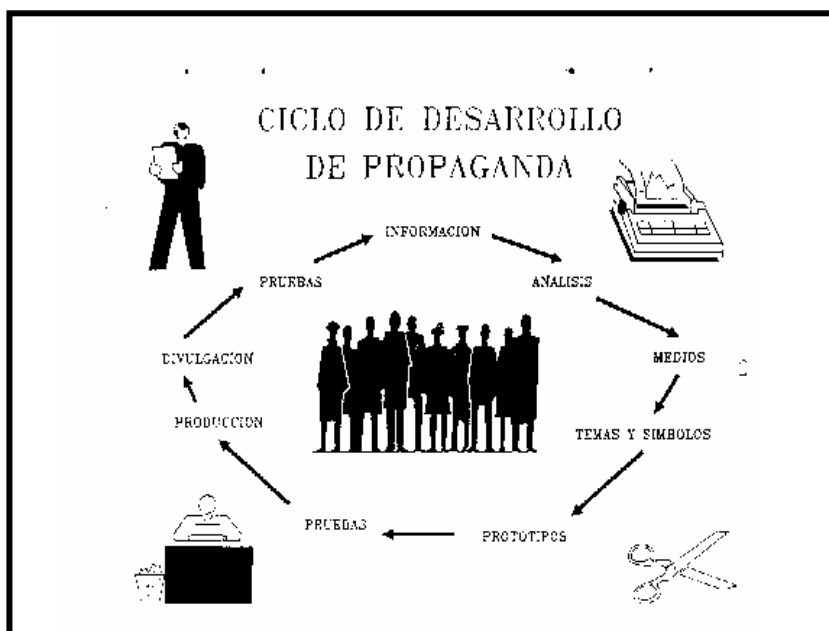 CICLO DE DESARROLLO
DE PROPAGANDA
INFORMACION
ANALISIS
MEDIOS
TEMAS Y SIMBOLOS
PROTOTIPOS
PRUEBAS
PRODUCCION
DIVULGACION
PRUEBAS